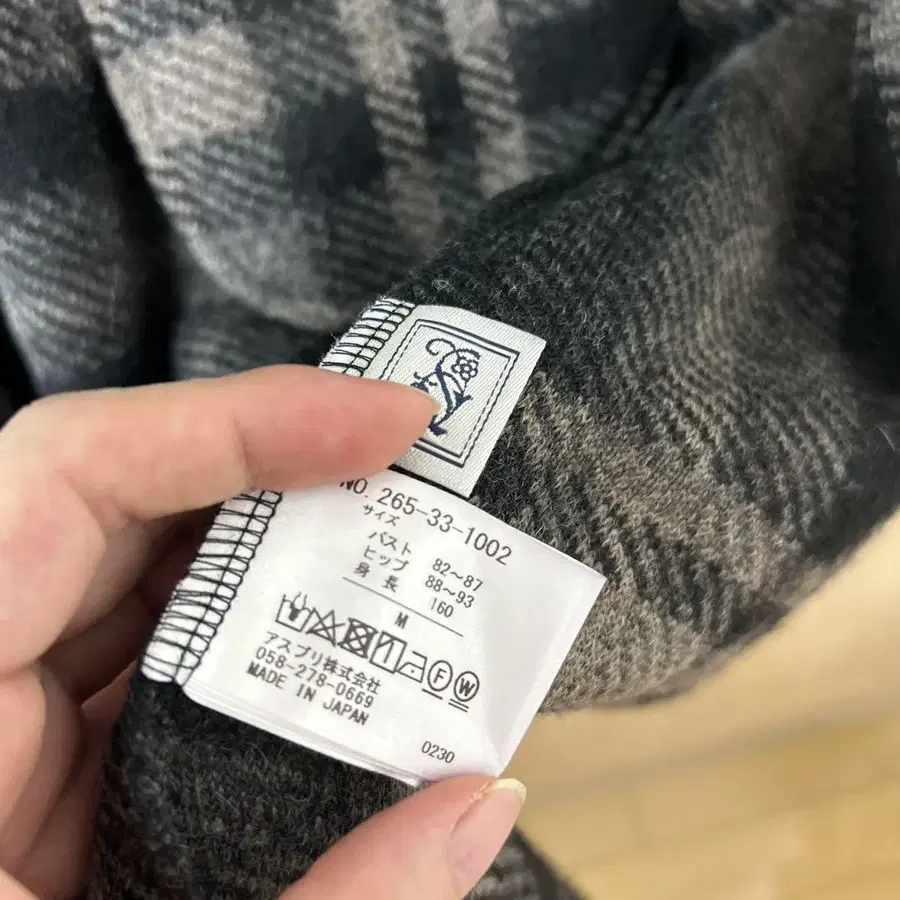 NO. 265-33-1002
サイズ
バスト 82~87
ヒップ 88~93
身長 160
M
F W
アスプリ株式会社
058-278-0669
MADE IN JAPAN
0230